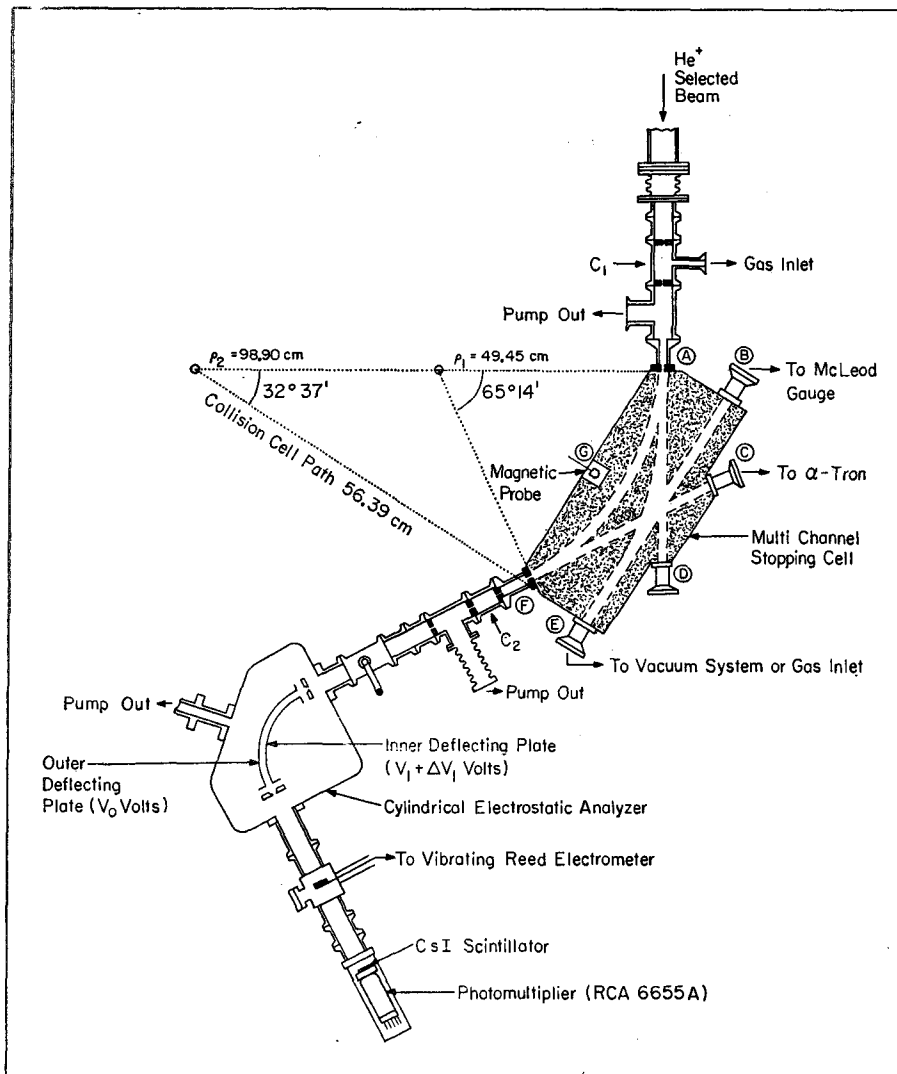 He+
Selected
Beam
C1
Gas Inlet
Pump Out
A
B
To McLeod
Gauge
ρ2 = 98.90 cm
ρ1 = 49.45 cm
32° 37'
65° 14'
Collision Cell Path 56.39 cm
G
Magnetic
Probe
C
To α-Tron
Multi Channel
Stopping Cell
D
F
E
C2
To Vacuum System or Gas Inlet
Pump Out
Pump Out
Inner Deflecting Plate
(V1 + ΔV1 Volts)
Outer
Deflecting
Plate (V0 Volts)
Cylindrical Electrostatic Analyzer
To Vibrating Reed Electrometer
CsI Scintillator
Photomultiplier (RCA 6655A)